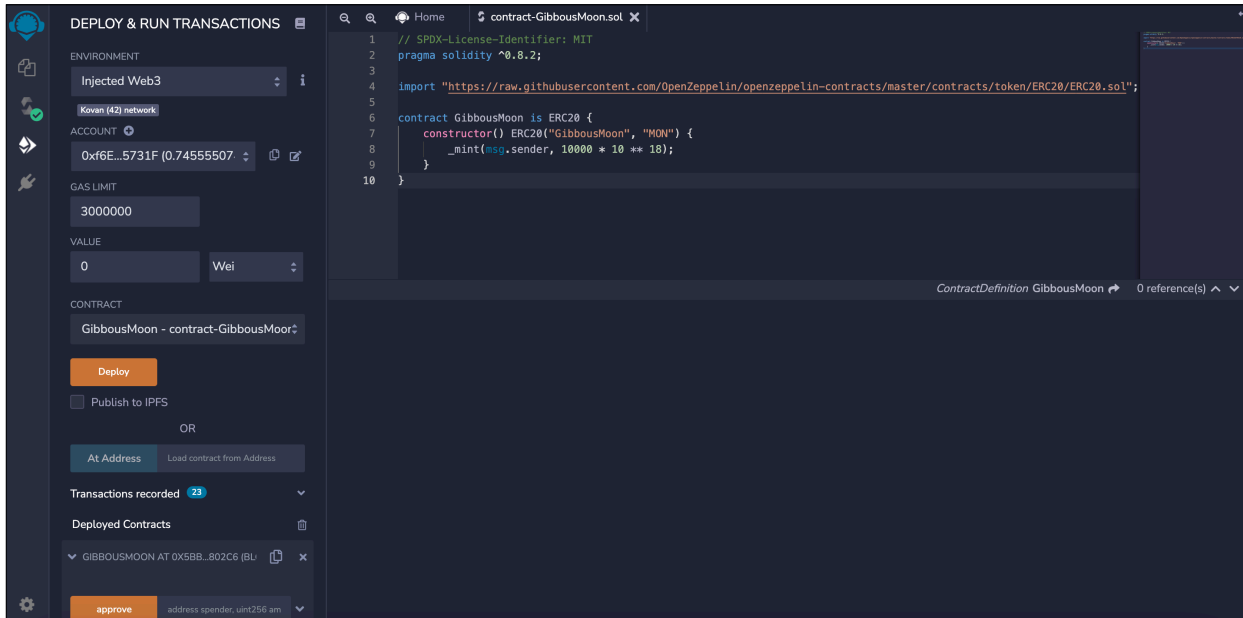 DEPLOY & RUN TRANSACTIONS
ENVIRONMENT
Injected Web3
Kovan (42) network
ACCOUNT
0xf6E...5731F (0.74555507
GAS LIMIT
3000000
VALUE
0
Wei
CONTRACT
GibbousMoon - contract-GibbousMoon
Deploy
Publish to IPFS
OR
At Address
Load contract from Address
Transactions recorded 23
Deployed Contracts
GIBBOUSMOON AT 0X5BB...802C6 (BL
approve
address spender, uint256 am
Home
contract-GibbousMoon.sol
1 // SPDX-License-Identifier: MIT
2 pragma solidity ^0.8.2;
3
4 import "https://raw.githubusercontent.com/OpenZeppelin/openzeppelin-contracts/master/contracts/token/ERC20/ERC20.sol";
5
6 contract GibbousMoon is ERC20 {
7 constructor() ERC20("GibbousMoon", "MON") {
8 _mint(msg.sender, 10000 * 10 ** 18);
9 }
10 }
ContractDefinition GibbousMoon 0 reference(s)